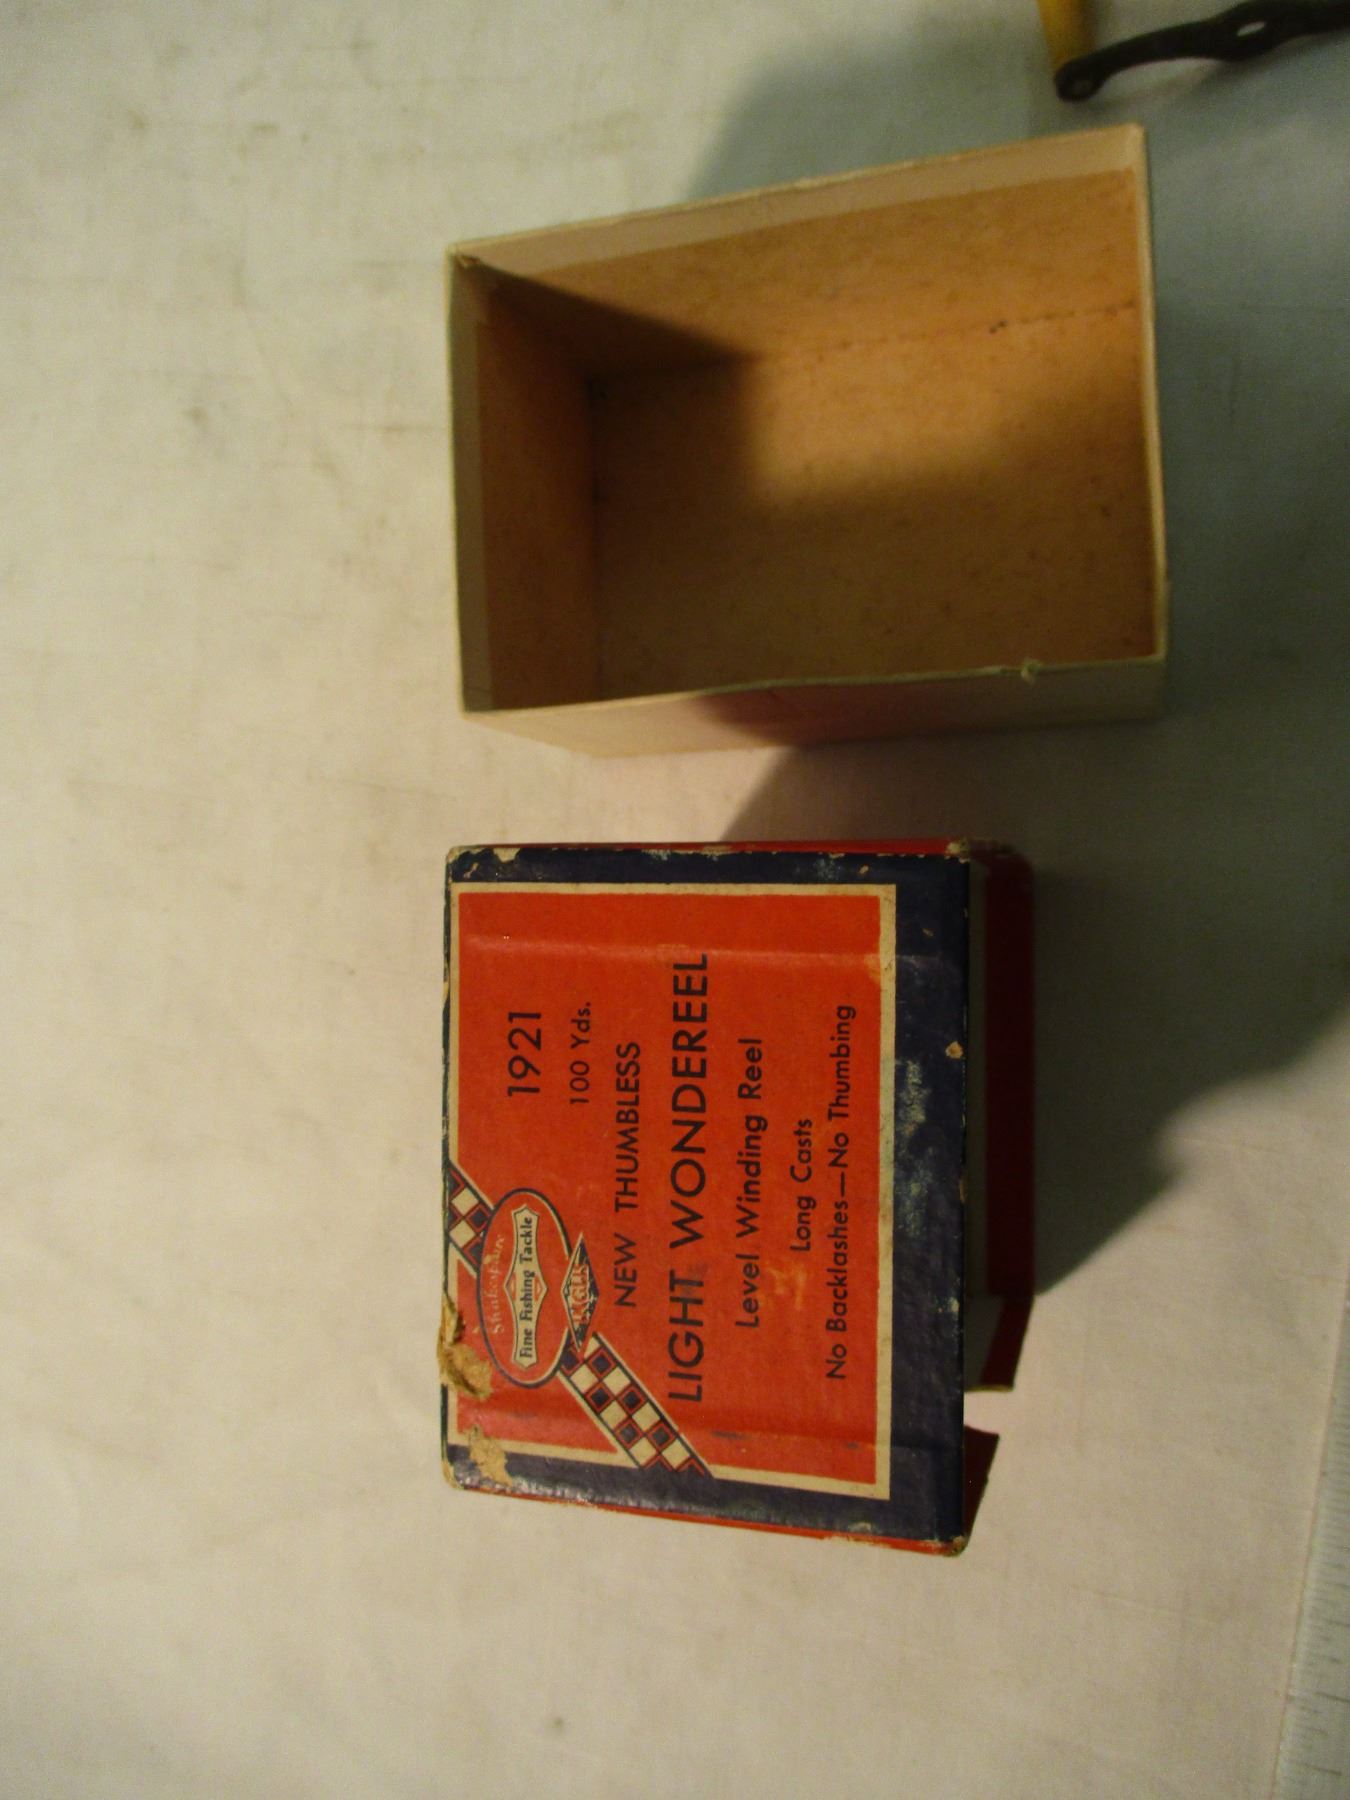 Shakespeare
Fine Fishing Tackle
1921
100 Yds.
NEW THUMBLESS
LIGHT WONDEREEL
Level Winding Reel
Long Casts
No Backlashes—No Thumbing